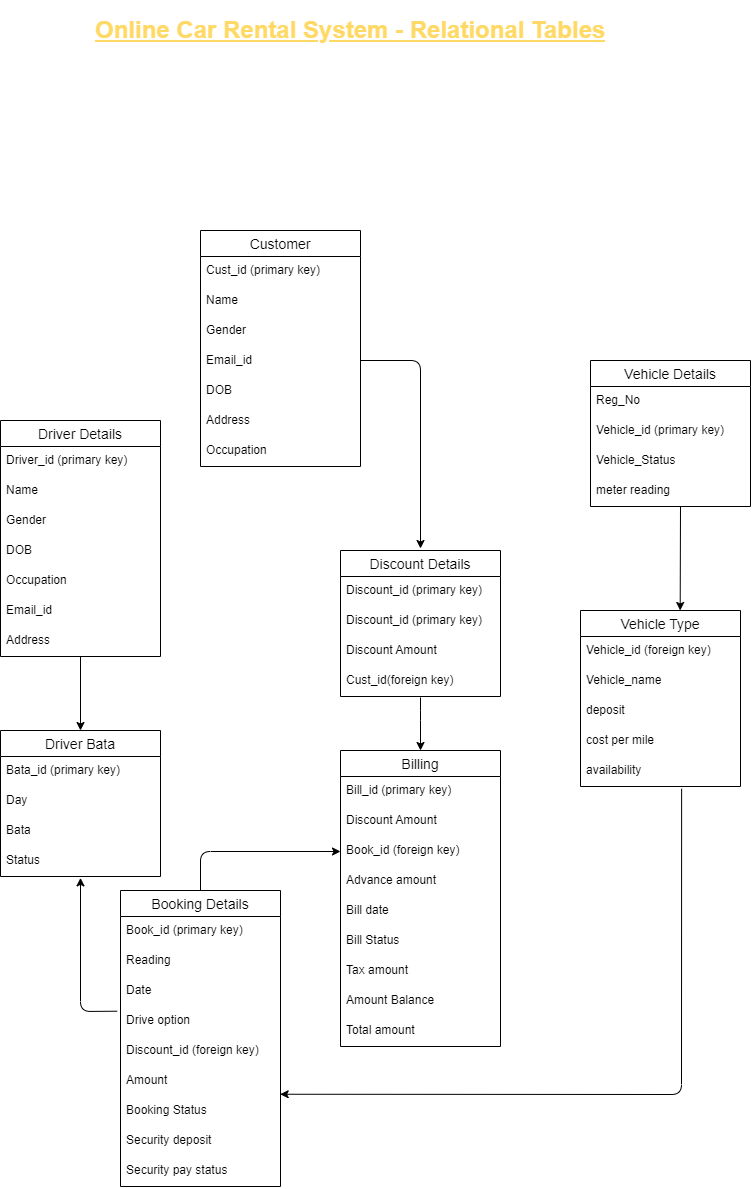 Online Car Rental System - Relational Tables
Customer
Cust_id (primary key)
Name
Gender
Email_id
DOB
Address
Occupation
Vehicle Details
Reg_No
Vehicle_id (primary key)
Vehicle_Status
meter reading
Driver Details
Driver_id (primary key)
Name
Gender
DOB
Occupation
Email_id
Address
Discount Details
Discount_id (primary key)
Discount_id (primary key)
Discount Amount
Cust_id(foreign key)
Vehicle Type
Vehicle_id (foreign key)
Vehicle_name
deposit
cost per mile
availability
Driver Bata
Bata_id (primary key)
Day
Bata
Status
Billing
Bill_id (primary key)
Discount Amount
Book_id (foreign key)
Advance amount
Bill date
Bill Status
Tax amount
Amount Balance
Total amount
Booking Details
Book_id (primary key)
Reading
Date
Drive option
Discount_id (foreign key)
Amount
Booking Status
Security deposit
Security pay status